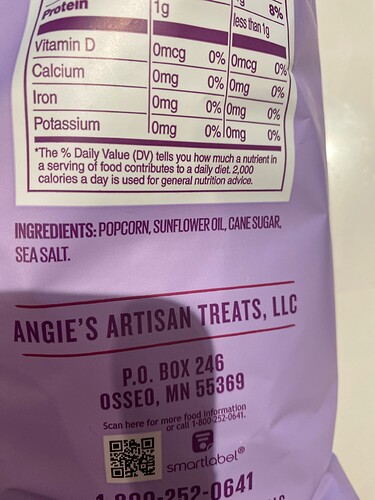 Protein 1g 8%
less than 1g
Vitamin D 0mcg 0% 0mcg 0%
Calcium 0mg 0% 0mg 0%
Iron 0mg 0% 0mg 0%
Potassium 0mg 0% 0mg 0%
*The % Daily Value (DV) tells you how much a nutrient in
a serving of food contributes to a daily diet. 2,000
calories a day is used for general nutrition advice.
INGREDIENTS: POPCORN, SUNFLOWER OIL, CANE SUGAR,
SEA SALT.
ANGIE'S ARTISAN TREATS, LLC
P.O. BOX 246
OSSEO, MN 55369
Scan here for more food information
or call 1-800-252-0641.
smartlabel®
1-800-252-0641